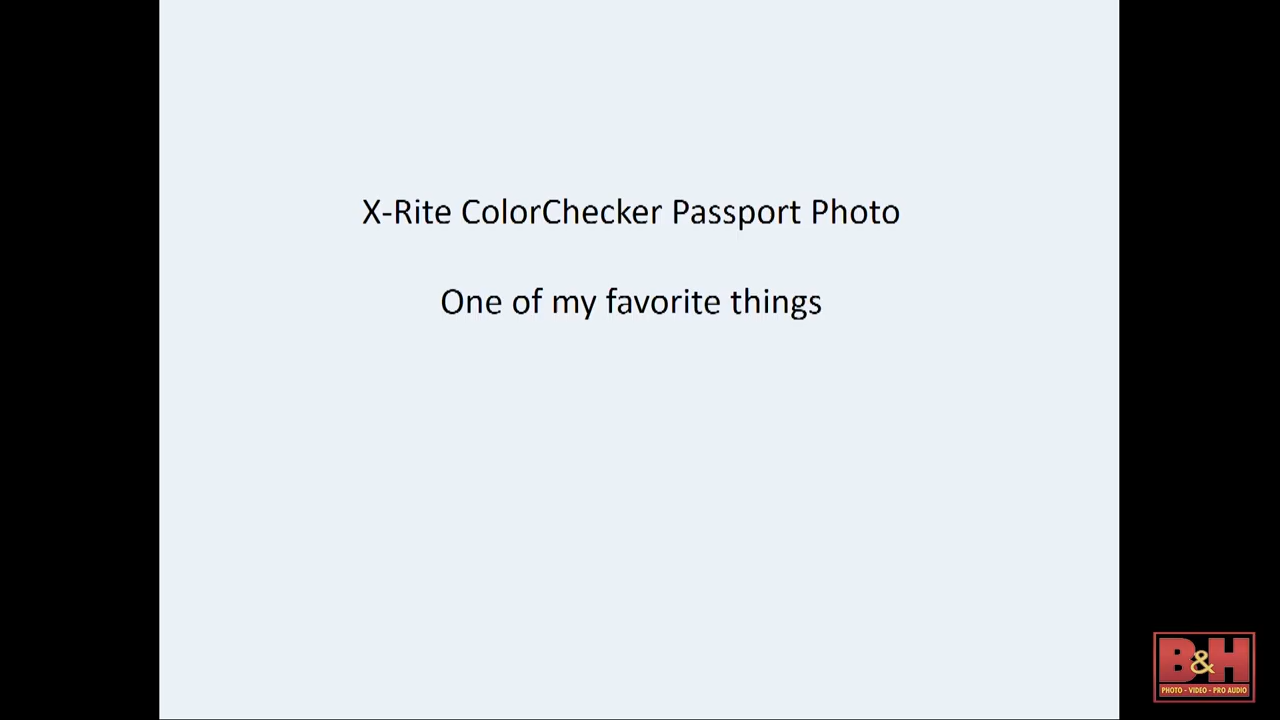 X-Rite ColorChecker Passport Photo
One of my favorite things
B&H
PHOTO - VIDEO - PRO AUDIO